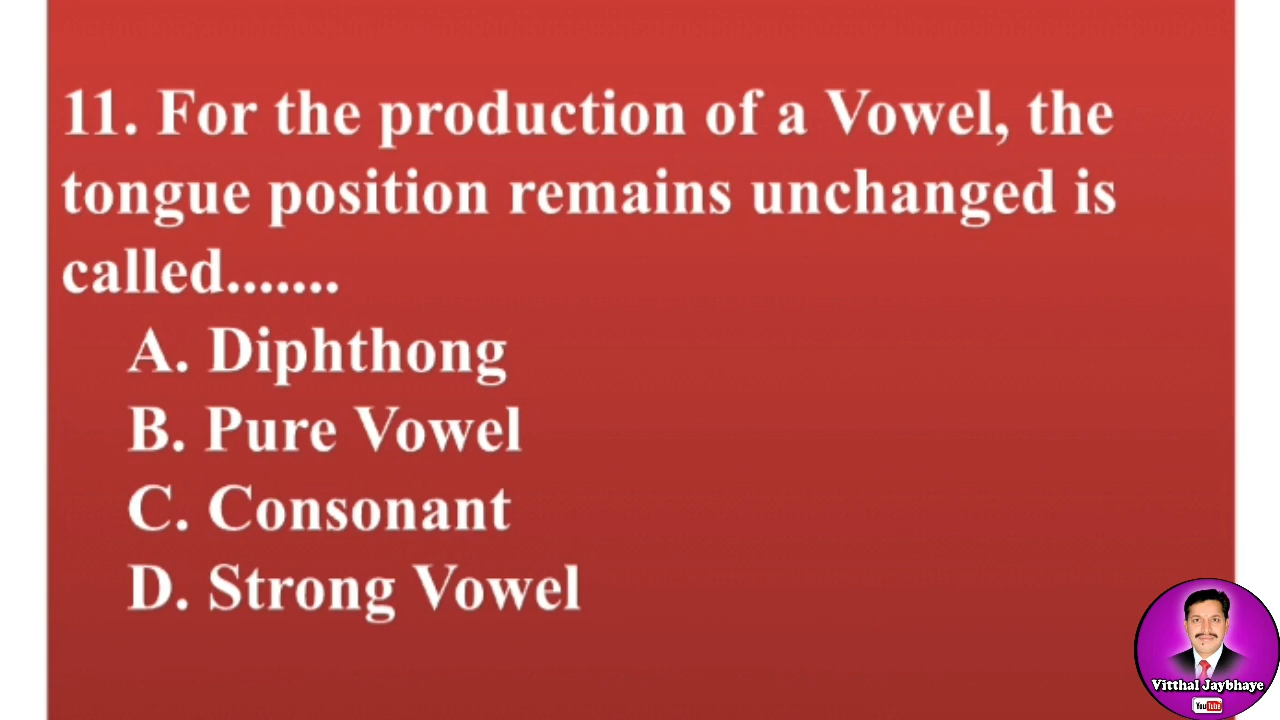 11. For the production of a Vowel, the
tongue position remains unchanged is
called.......
A. Diphthong
B. Pure Vowel
C. Consonant
D. Strong Vowel
Vitthal Jaybhaye
YouTube